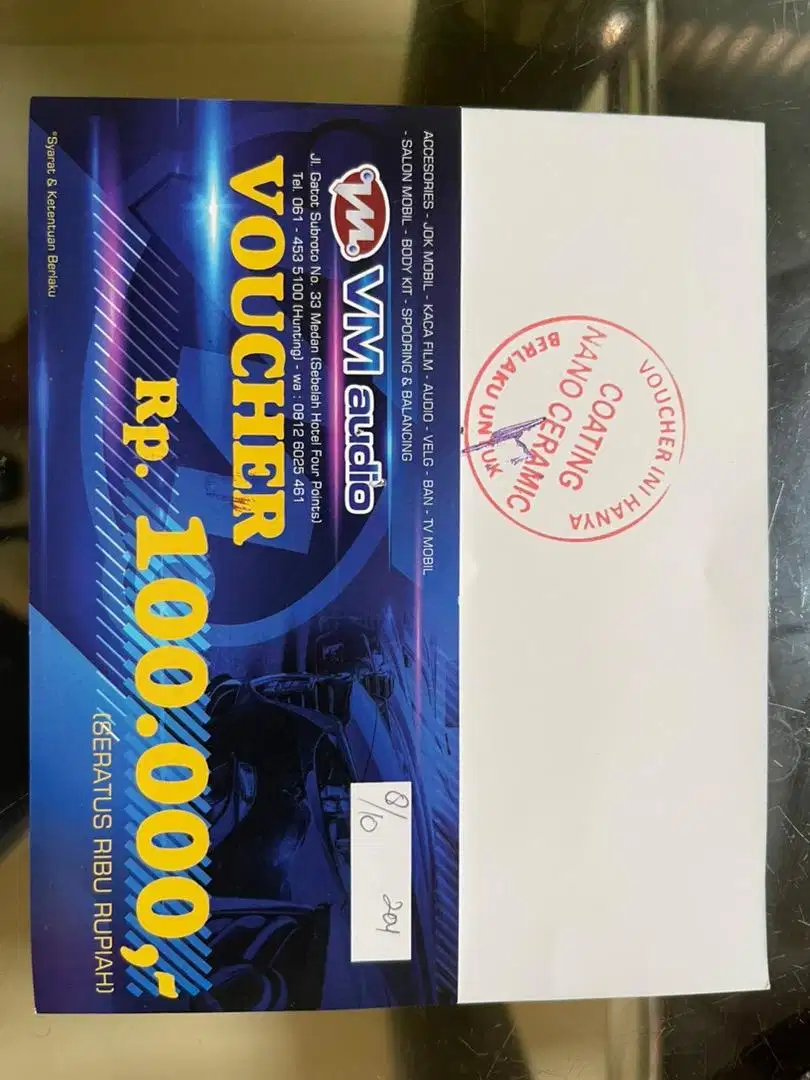 VOUCHER INI HANYA
BERLAKU UNTUK
NANO CERAMIC
COATING
ACCESORIES - JOK MOBIL - KACA FILM - AUDIO - VELG - BAN - TV MOBIL
- SALON MOBIL - BODY KIT - SPOORING & BALANCING
VM audio
Jl. Gatot Subroto No. 33 Medan (Sebelah Hotel Four Points)
Tel. 061 - 453 5100 (Hunting) - wa : 0812 6025 461
VOUCHER
Rp. 100.000,-
(SERATUS RIBU RUPIAH)
*Syarat & Ketentuan Berlaku
204